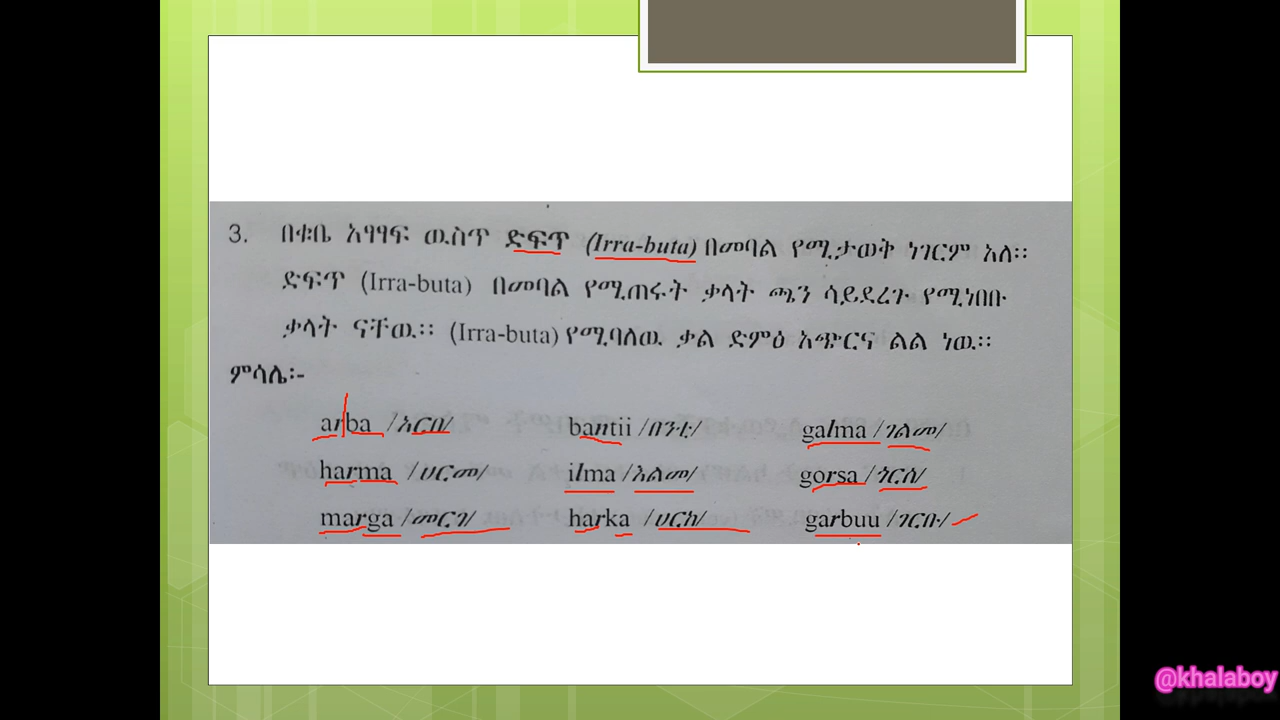 3. በቁቤ አፃፃፍ ዉስጥ ድፍጥ (Irra-buta) በመባል የሚታወቅ ነገርም አለ፡፡
ድፍጥ (Irra-buta) በመባል የሚጠሩት ቃላት ጫን ሳይደረጉ የሚነበቡ
ቃላት ናቸዉ፡፡ (Irra-buta) የሚባለዉ ቃል ድምፅ አጭርና ልል ነዉ፡፡
ምሳሌ፡-
arba /አርበ/ bantii /በንቲ/ galma /ገልመ/
harma /ሀርመ/ ilma /እልመ/ gorsa /ጎርሰ/
marga /መርገ/ harka /ሀርከ/ garbuu /ገርቡ/
@khalaboy